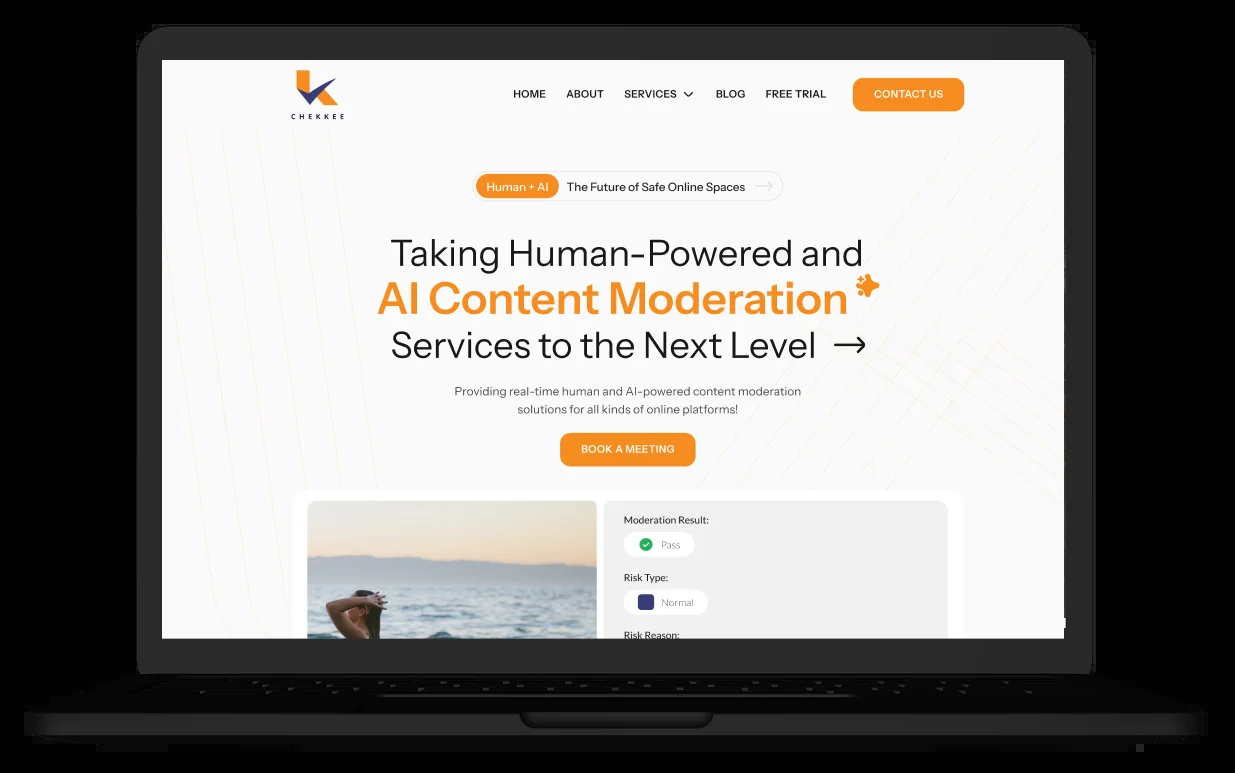 CHEKKEE
HOME ABOUT SERVICES BLOG FREE TRIAL CONTACT US
Human + AI The Future of Safe Online Spaces
Taking Human-Powered and
AI Content Moderation
Services to the Next Level
Providing real-time human and AI-powered content moderation
solutions for all kinds of online platforms!
BOOK A MEETING
Moderation Result:
Pass
Risk Type:
Normal
Risk Reason: